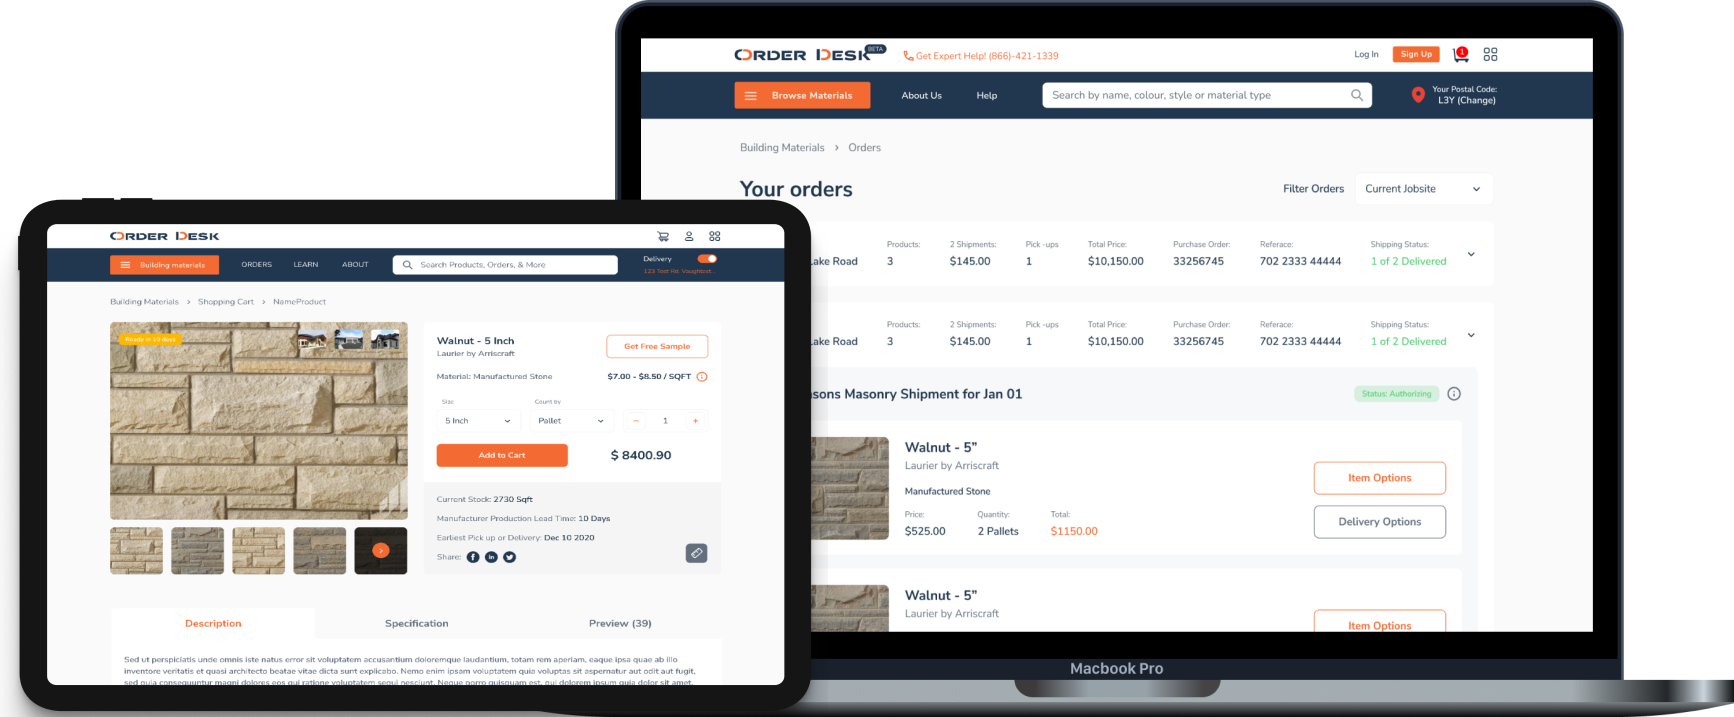 ORDER DESK BETA
Get Expert Help! (866)-421-1339
Log In
Sign Up
1
Browse Materials
About Us
Help
Search by name, colour, style or material type
Your Postal Code:
L3Y (Change)
Building Materials > Orders
Your orders
Filter Orders
Current Jobsite
Products: 2 Shipments: Pick -ups Total Price: Purchase Order: Referace: Shipping Status:
ake Road 3 $145.00 1 $10,150.00 33256745 702 2333 44444 1 of 2 Delivered
Products: 2 Shipments: Pick -ups Total Price: Purchase Order: Referace: Shipping Status:
ake Road 3 $145.00 1 $10,150.00 33256745 702 2333 44444 1 of 2 Delivered
sons Masonry Shipment for Jan 01
Status: Authorizing
Walnut - 5”
Laurier by Arriscraft
Manufactured Stone
Price: Quantity: Total:
$525.00 2 Pallets $1150.00
Item Options
Delivery Options
Walnut - 5”
Laurier by Arriscraft
Item Options
Macbook Pro
ORDER DESK
Building materials
ORDERS
LEARN
ABOUT
Search Products, Orders, & More
Delivery
123 Test Rd, Vaughtost...
Building Materials > Shopping Cart > NameProduct
Ready in 10 days
Walnut - 5 Inch
Laurier by Arriscraft
Get Free Sample
Material: Manufactured Stone
$7.00 - $8.50 / SQFT
Size Count by
5 Inch Pallet − 1 +
Add to Cart
$ 8400.90
Current Stock: 2730 Sqft
Manufacturer Production Lead Time: 10 Days
Earliest Pick up or Delivery: Dec 10 2020
Share:
Description
Specification
Preview (39)
Sed ut perspiciatis unde omnis iste natus error sit voluptatem accusantium doloremque laudantium, totam rem aperiam, eaque ipsa quae ab illo
inventore veritatis et quasi architecto beatae vitae dicta sunt explicabo. Nemo enim ipsam voluptatem quia voluptas sit aspernatur aut odit aut fugit,
sed quia consequuntur magni dolores eos qui ratione voluptatem sequi nesciunt. Neque porro quisquam est, qui dolorem ipsum quia dolor sit amet,